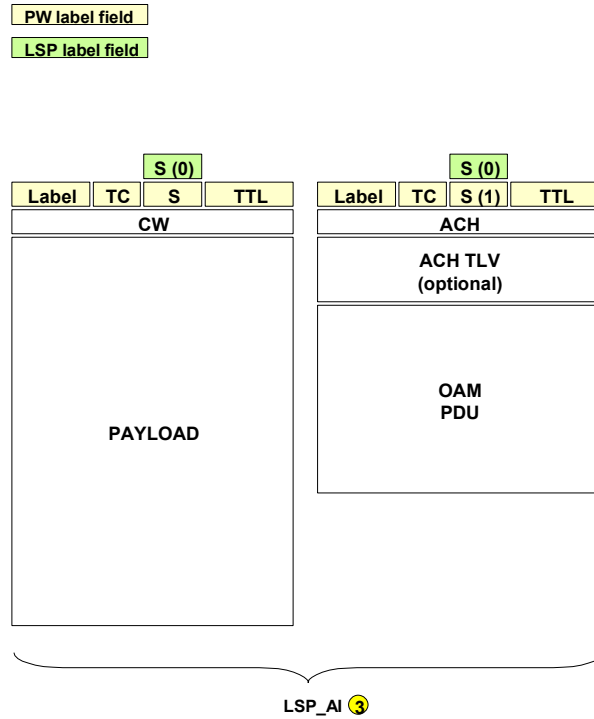 PW label field
LSP label field
S (0)
S (0)
Label TC S TTL
Label TC S (1) TTL
CW
ACH
ACH TLV
(optional)
OAM
PDU
PAYLOAD
LSP_AI 3